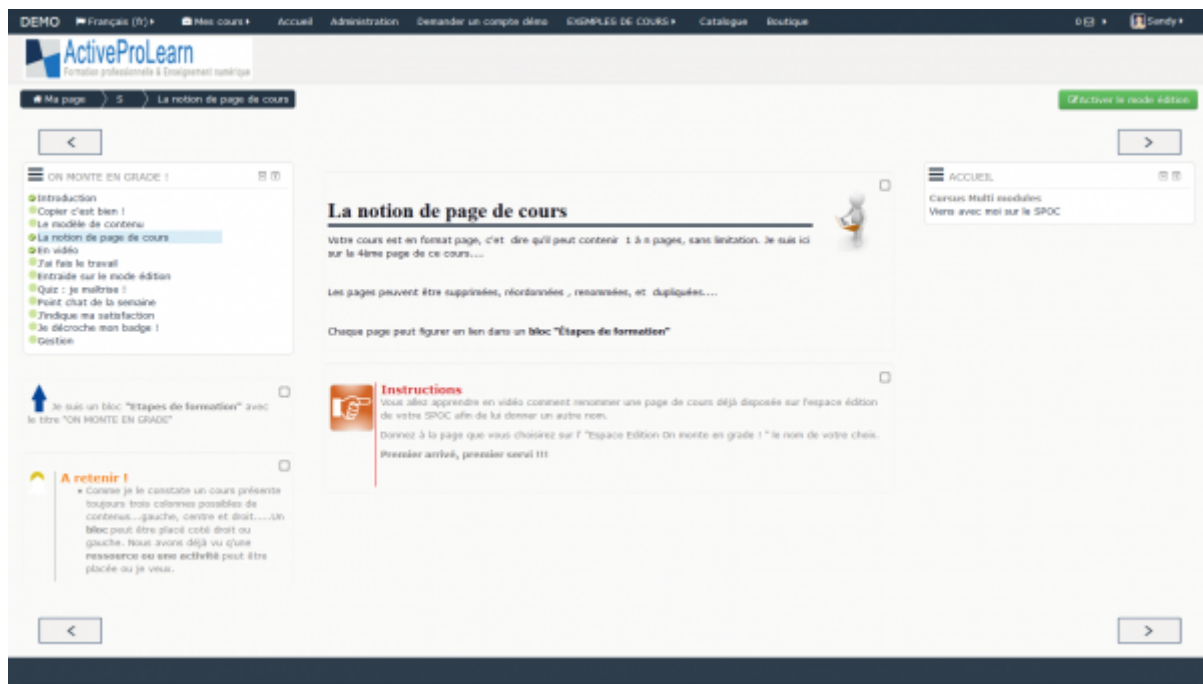 DEMO Français (fr) Mes cours Accueil Administration Demander un compte démo EXEMPLES DE COURS Catalogue Boutique 0 Sandy
ActiveProLearn
Formation professionnelle & Enseignement numérique
Ma page S La notion de page de cours
Activer le mode édition
<
>
ON MONTE EN GRADE !
Introduction
Copier c'est bien !
Le modèle de contenu
La notion de page de cours
En vidéo
J'ai fais le travail
Entraide sur le mode édition
Quiz : je maîtrise !
Point chat de la semaine
J'indique ma satisfaction
Je décroche mon badge !
Gestion
Je suis un bloc "Etapes de formation" avec
le titre "ON MONTE EN GRADE"
A retenir !
Comme je le constate un cours présente
toujours trois colonnes possibles de
contenus...gauche, centre et droit.....Un
bloc peut être placé coté droit ou
gauche. Nous avons déjà vu q'une
ressource ou une activité peut être
placée ou je veux.
La notion de page de cours
Votre cours est en format page, c'et dire qu'il peut contenir 1 à n pages, sans limitation. Je suis ici
sur la 4ème page de ce cours....
Les pages peuvent être supprimées, réordonnées , renommées, et dupliquées....
Chaque page peut figurer en lien dans un bloc "Étapes de formation"
Instructions
Vous allez apprendre en vidéo comment renommer une page de cours déjà disposée sur l'espace édition
de votre SPOC afin de lui donner un autre nom.
Donnez à la page que vous choisirez sur l' "Espace Edition On monte en grade ! " le nom de votre choix.
Premier arrivé, premier servi !!!
ACCUEIL
Cursus Multi modules
Viens avec moi sur le SPOC
<
>